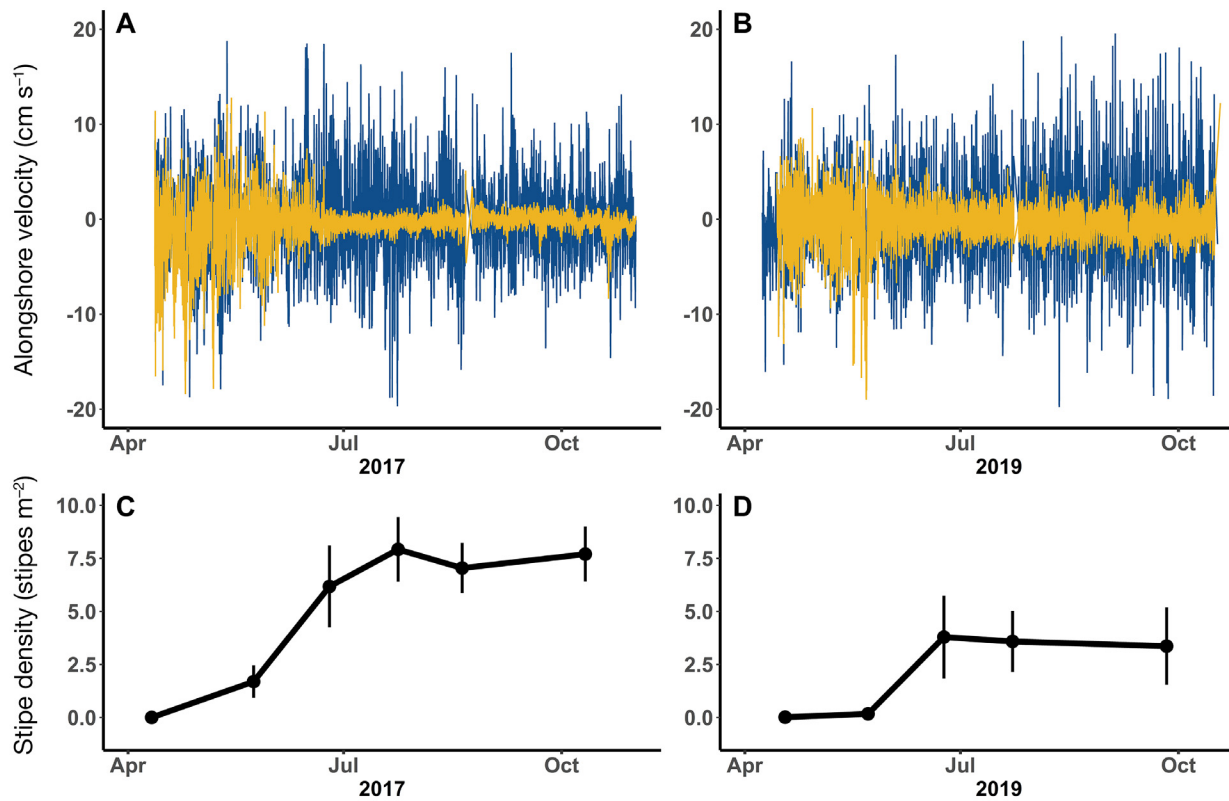 A
B
Alongshore velocity (cm s⁻¹)
20
10
0
-10
-20
20
10
0
-10
-20
Apr Jul Oct
2017
Apr Jul Oct
2019
C
D
Stipe density (stipes m⁻²)
10.0
7.5
5.0
2.5
0.0
10.0
7.5
5.0
2.5
0.0
Apr Jul Oct
2017
Apr Jul Oct
2019